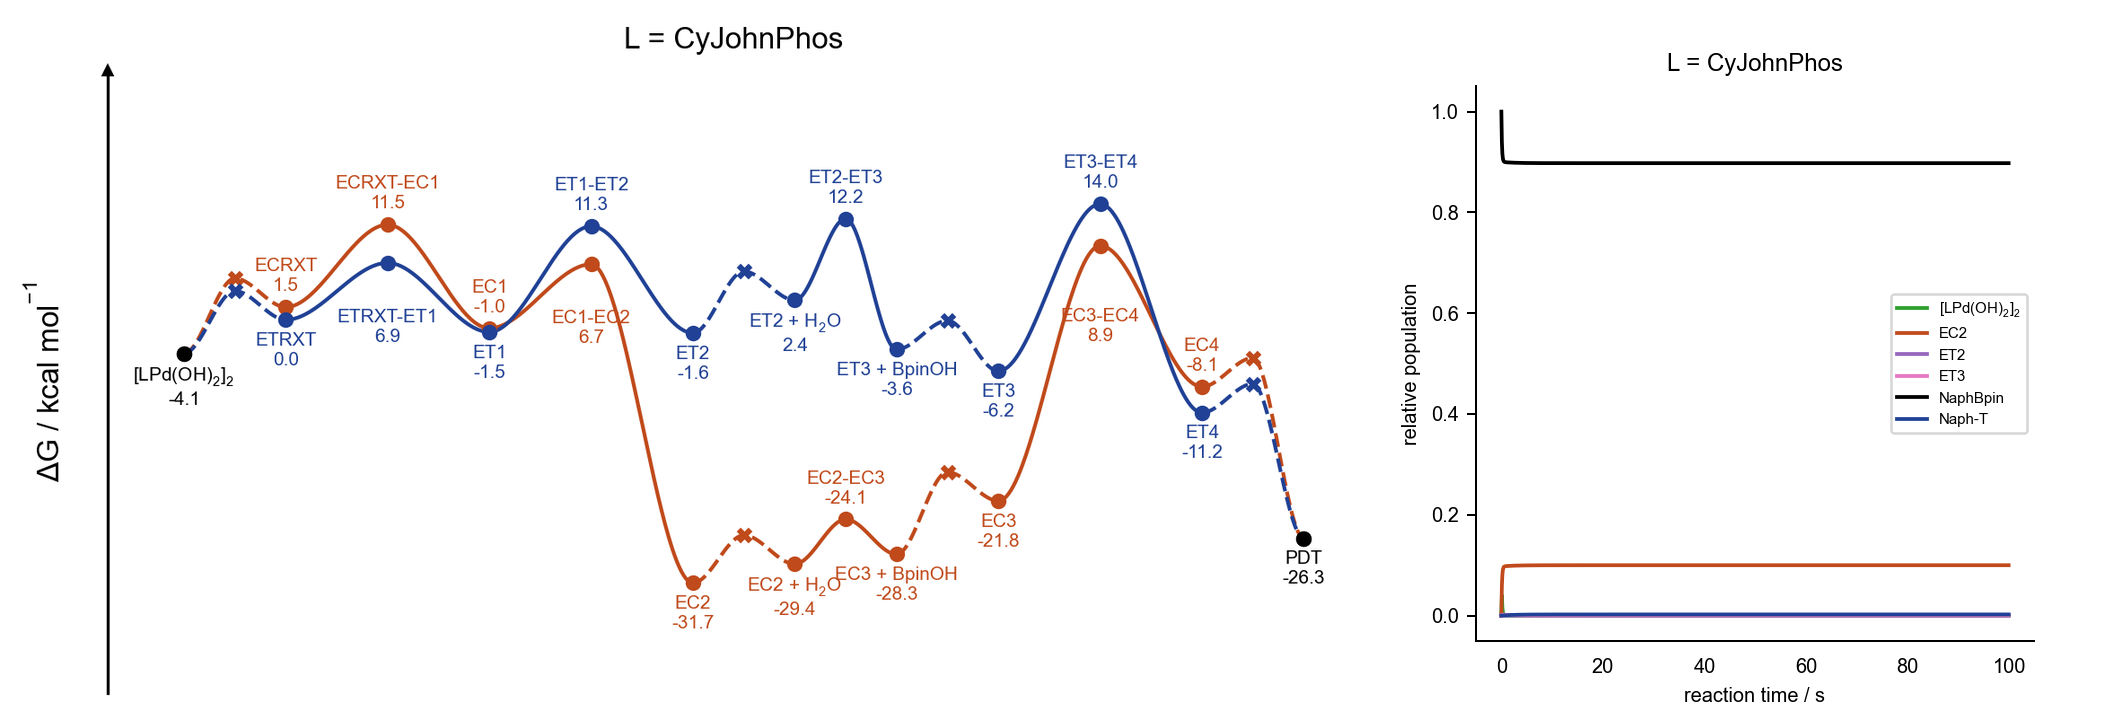 L = CyJohnPhos
ΔG / kcal mol⁻¹
[LPd(OH)₂]₂
-4.1
ECRXT
1.5
ETRXT
0.0
ECRXT-EC1
11.5
ETRXT-ET1
6.9
EC1
-1.0
ET1
-1.5
ET1-ET2
11.3
EC1-EC2
6.7
ET2
-1.6
EC2
-31.7
ET2 + H₂O
2.4
EC2 + H₂O
-29.4
ET2-ET3
12.2
EC2-EC3
-24.1
ET3 + BpinOH
-3.6
EC3 + BpinOH
-28.3
ET3
-6.2
EC3
-21.8
ET3-ET4
14.0
EC3-EC4
8.9
EC4
-8.1
ET4
-11.2
PDT
-26.3
L = CyJohnPhos
relative population
1.0
0.8
0.6
0.4
0.2
0.0
[LPd(OH)₂]₂
EC2
ET2
ET3
NaphBpin
Naph-T
0 20 40 60 80 100
reaction time / s